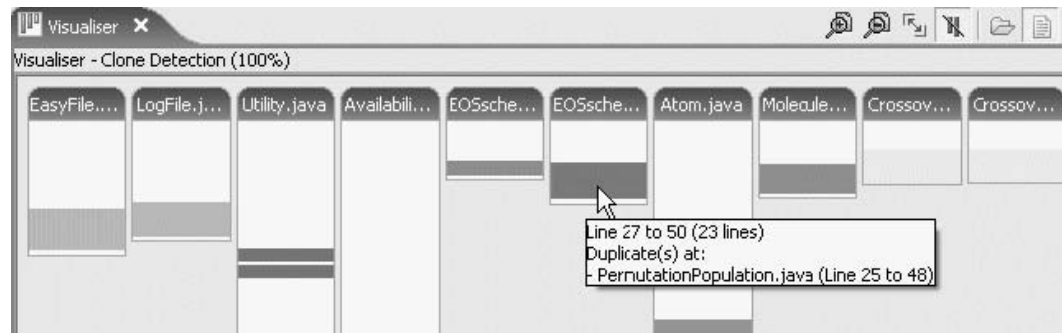 Visualiser
Visualiser - Clone Detection (100%)
EasyFile.... LogFile.j... Utility.java Availabili... EOSsche... EOSsche... Atom.java Molecule... Crossov... Crossov...
Line 27 to 50 (23 lines)
Duplicate(s) at:
- PermutationPopulation.java (Line 25 to 48)